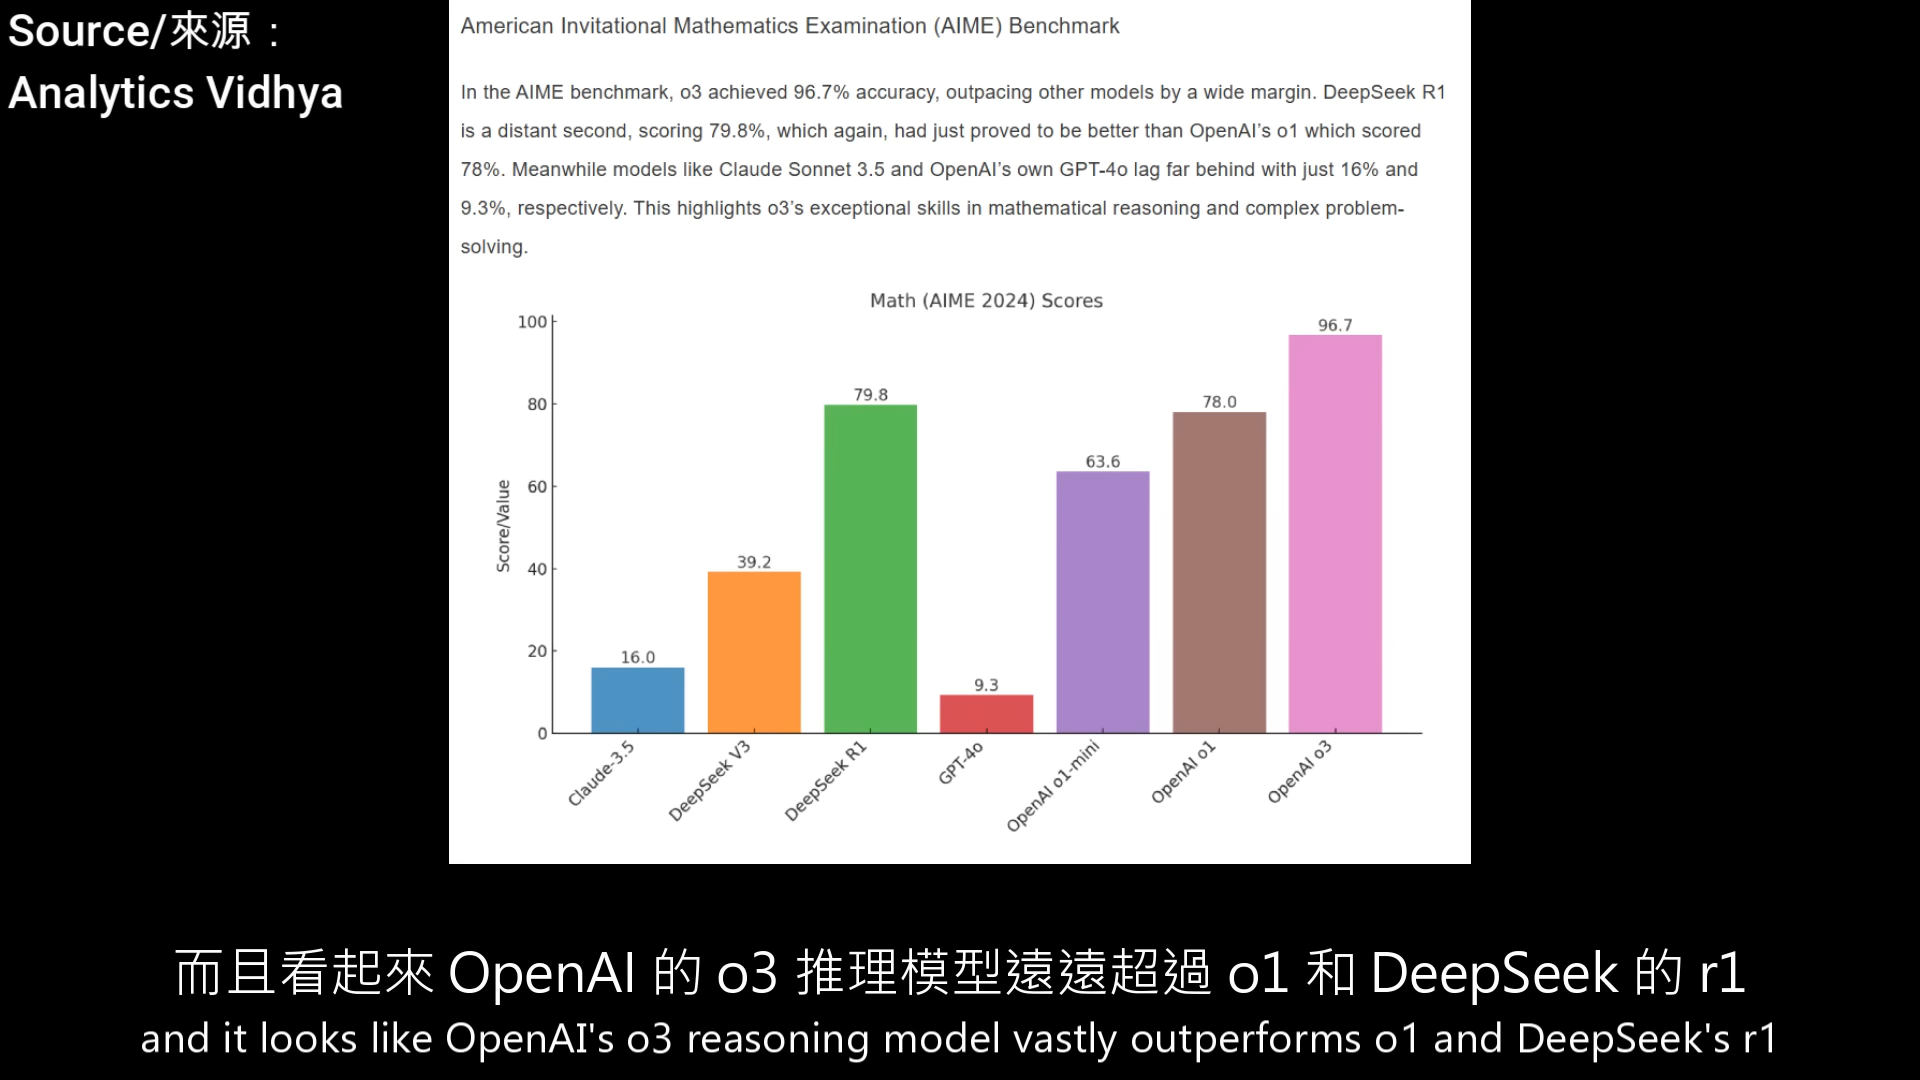 Source/來源：
Analytics Vidhya
American Invitational Mathematics Examination (AIME) Benchmark
In the AIME benchmark, o3 achieved 96.7% accuracy, outpacing other models by a wide margin. DeepSeek R1
is a distant second, scoring 79.8%, which again, had just proved to be better than OpenAI’s o1 which scored
78%. Meanwhile models like Claude Sonnet 3.5 and OpenAI’s own GPT-4o lag far behind with just 16% and
9.3%, respectively. This highlights o3’s exceptional skills in mathematical reasoning and complex problem-
solving.
Math (AIME 2024) Scores
Score/Value
100
80
60
40
20
0
16.0
39.2
79.8
9.3
63.6
78.0
96.7
Claude-3.5
DeepSeek V3
DeepSeek R1
GPT-4o
OpenAI o1-mini
OpenAI o1
OpenAI o3
而且看起來 OpenAI 的 o3 推理模型遠遠超過 o1 和 DeepSeek 的 r1
and it looks like OpenAI's o3 reasoning model vastly outperforms o1 and DeepSeek's r1